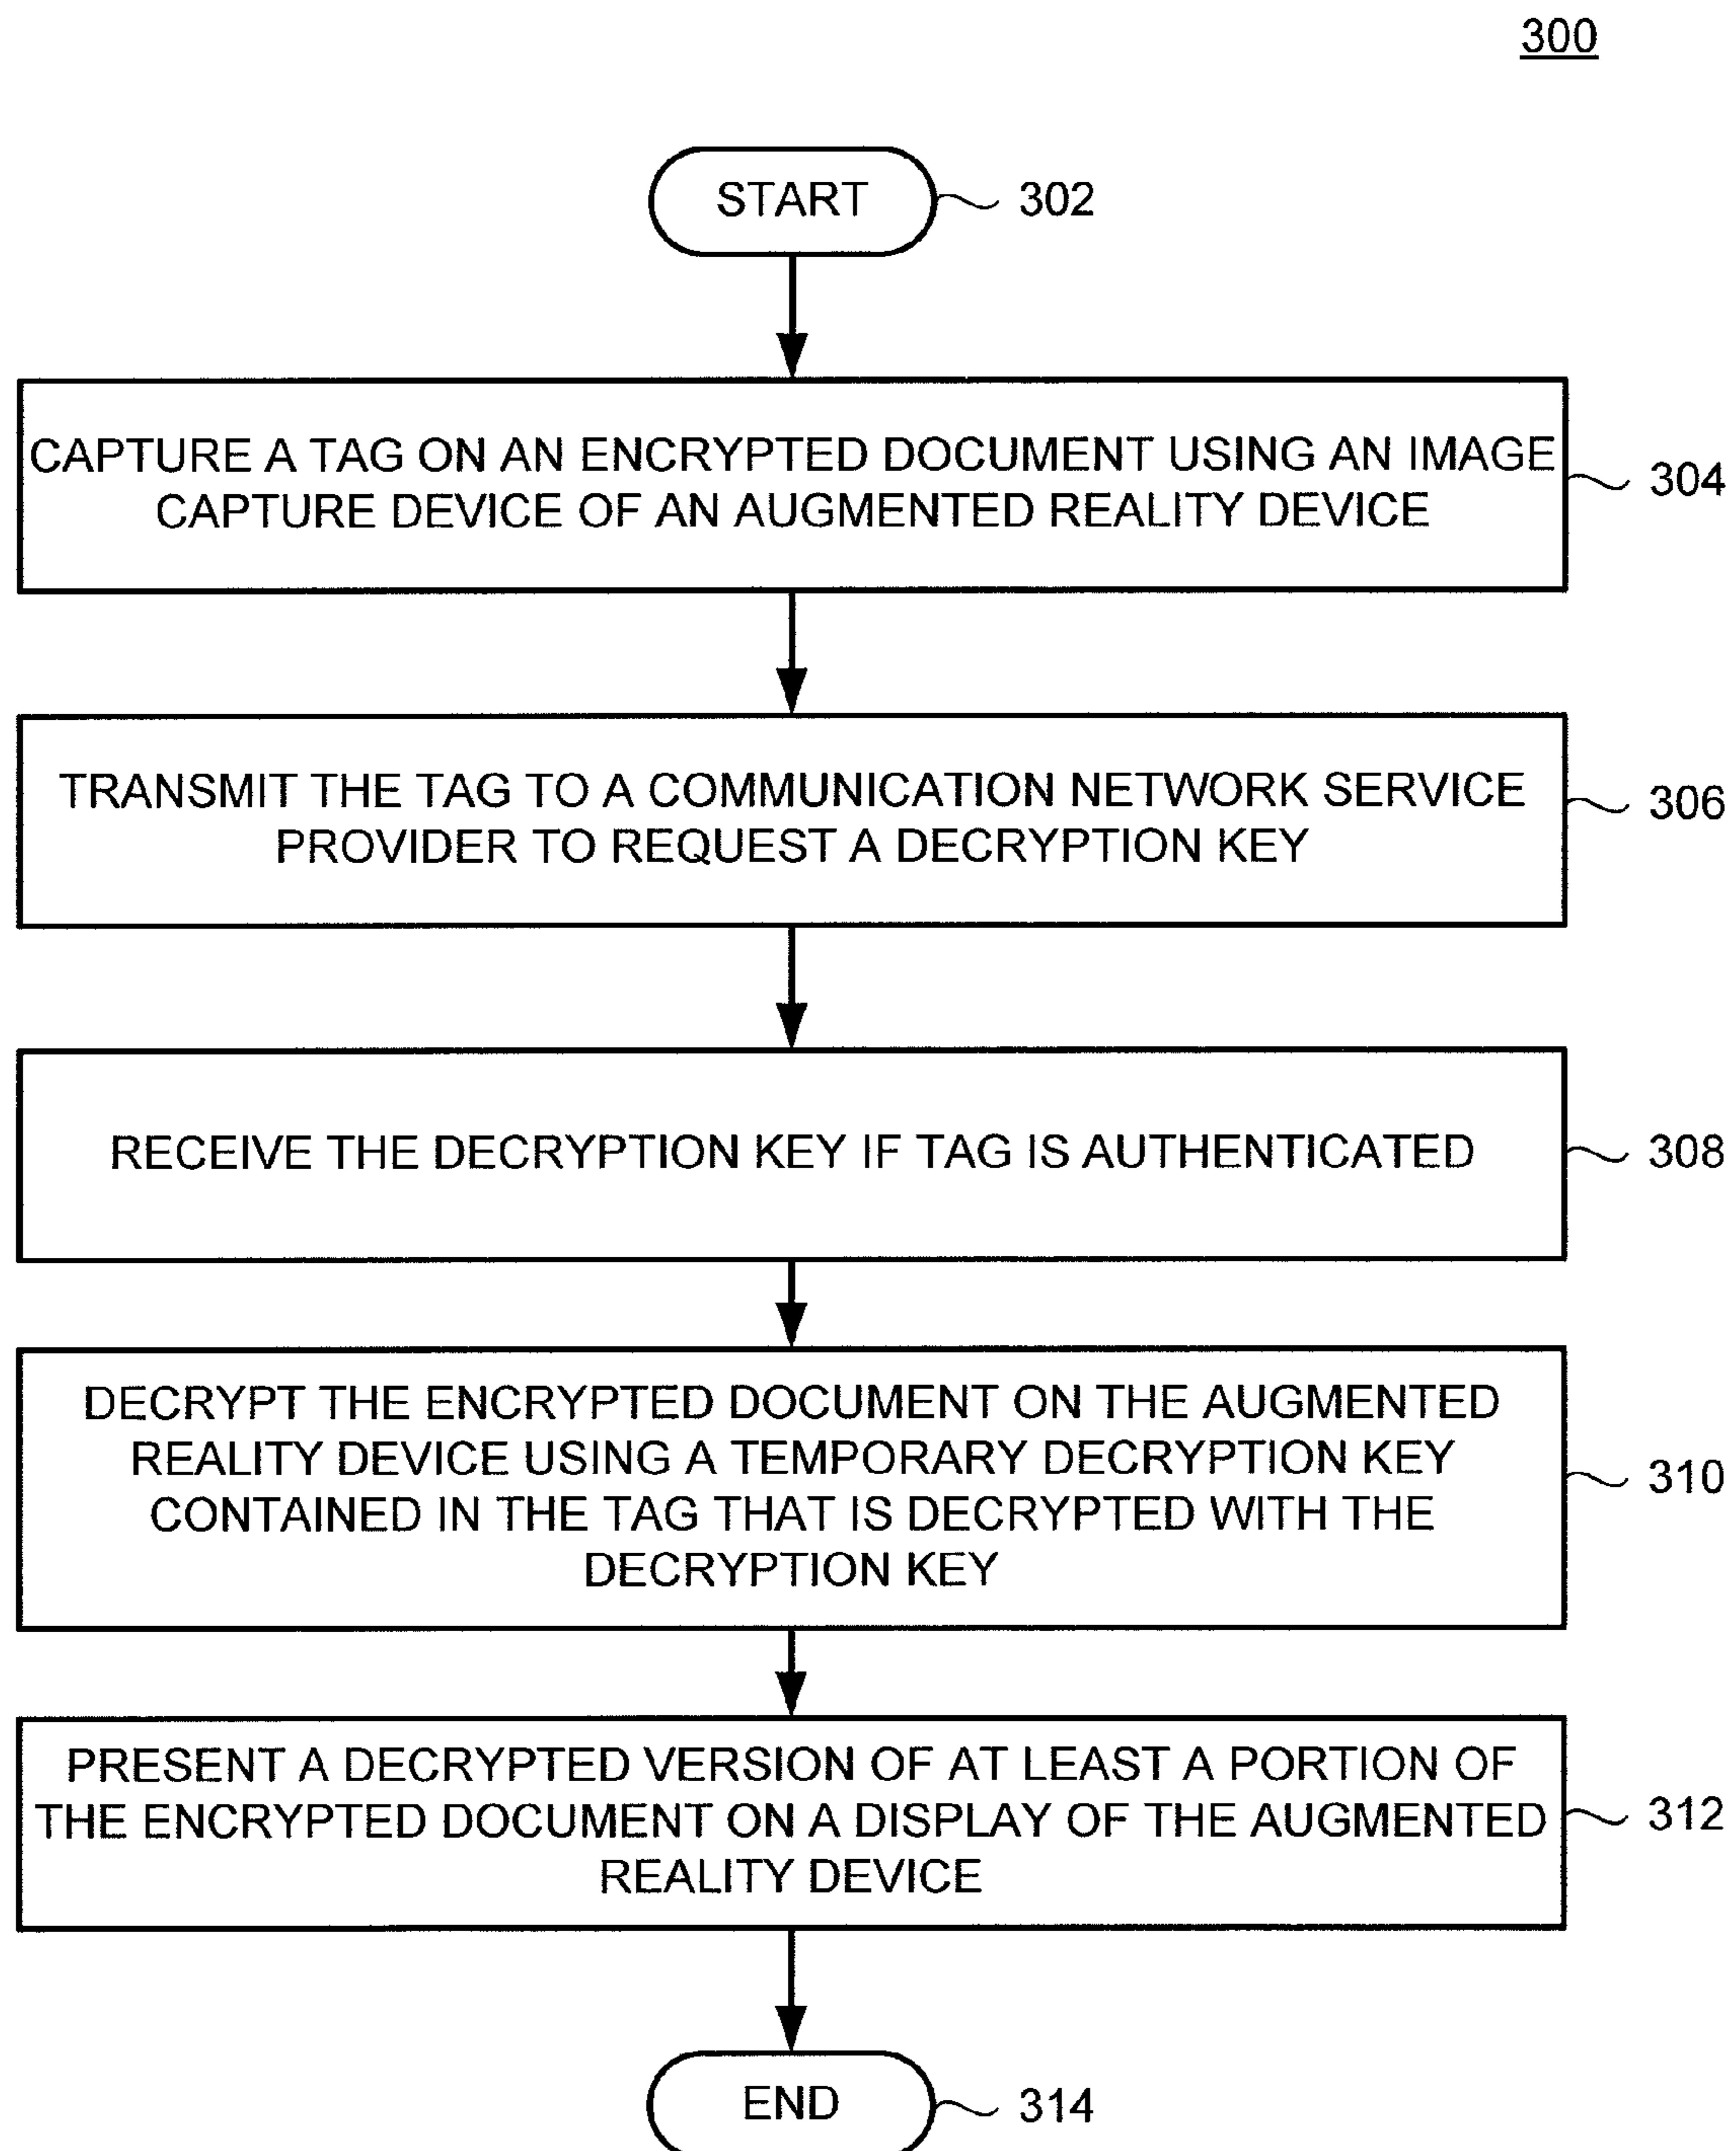 300
START
302
CAPTURE A TAG ON AN ENCRYPTED DOCUMENT USING AN IMAGE
CAPTURE DEVICE OF AN AUGMENTED REALITY DEVICE
304
TRANSMIT THE TAG TO A COMMUNICATION NETWORK SERVICE
PROVIDER TO REQUEST A DECRYPTION KEY
306
RECEIVE THE DECRYPTION KEY IF TAG IS AUTHENTICATED
308
DECRYPT THE ENCRYPTED DOCUMENT ON THE AUGMENTED
REALITY DEVICE USING A TEMPORARY DECRYPTION KEY
CONTAINED IN THE TAG THAT IS DECRYPTED WITH THE
DECRYPTION KEY
310
PRESENT A DECRYPTED VERSION OF AT LEAST A PORTION OF
THE ENCRYPTED DOCUMENT ON A DISPLAY OF THE AUGMENTED
REALITY DEVICE
312
END
314